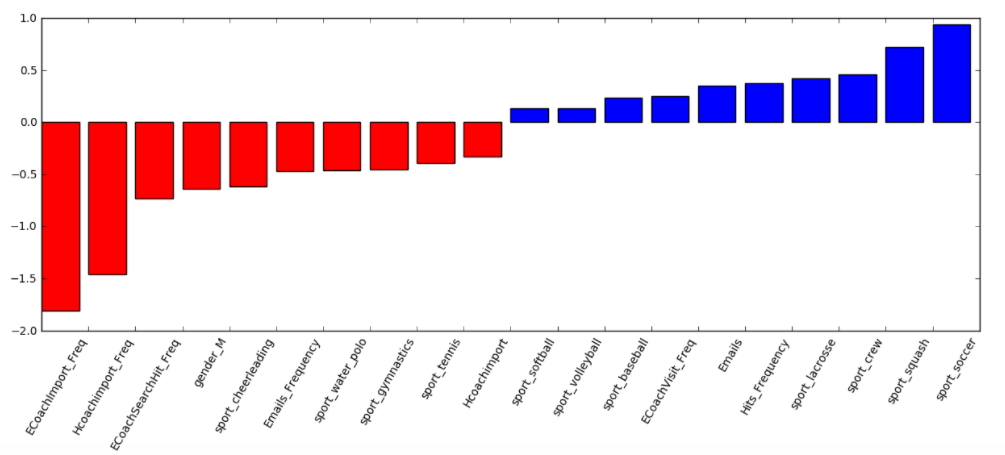 1.0
0.5
0.0
−0.5
−1.0
−1.5
−2.0
ECoachImport_Freq
Hcoachimport_Freq
ECoachSearchHit_Freq
gender_M
sport_cheerleading
Emails_Frequency
sport_water_polo
sport_gymnastics
sport_tennis
Hcoachimport
sport_softball
sport_volleyball
sport_baseball
ECoachVisit_Freq
Emails
Hits_Frequency
sport_lacrosse
sport_crew
sport_squash
sport_soccer